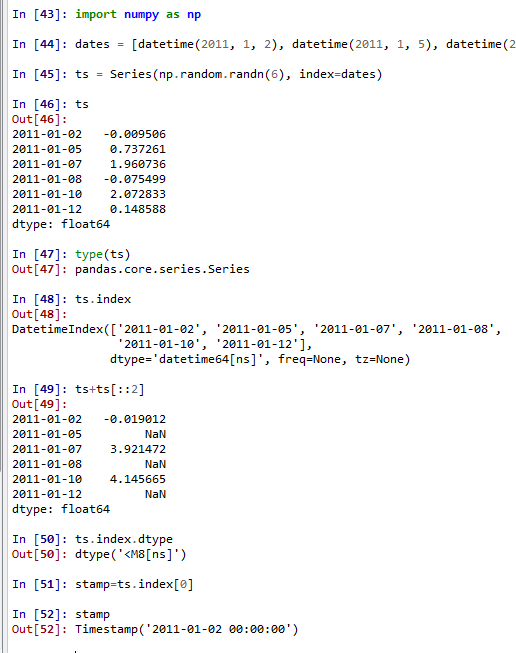 In [43]: import numpy as np
In [44]: dates = [datetime(2011, 1, 2), datetime(2011, 1, 5), datetime(2
In [45]: ts = Series(np.random.randn(6), index=dates)
In [46]: ts
Out[46]:
2011-01-02   -0.009506
2011-01-05    0.737261
2011-01-07    1.960736
2011-01-08   -0.075499
2011-01-10    2.072833
2011-01-12    0.148588
dtype: float64
In [47]: type(ts)
Out[47]: pandas.core.series.Series
In [48]: ts.index
Out[48]:
DatetimeIndex(['2011-01-02', '2011-01-05', '2011-01-07', '2011-01-08',
               '2011-01-10', '2011-01-12'],
              dtype='datetime64[ns]', freq=None, tz=None)
In [49]: ts+ts[::2]
Out[49]:
2011-01-02   -0.019012
2011-01-05         NaN
2011-01-07    3.921472
2011-01-08         NaN
2011-01-10    4.145665
2011-01-12         NaN
dtype: float64
In [50]: ts.index.dtype
Out[50]: dtype('<M8[ns]')
In [51]: stamp=ts.index[0]
In [52]: stamp
Out[52]: Timestamp('2011-01-02 00:00:00')